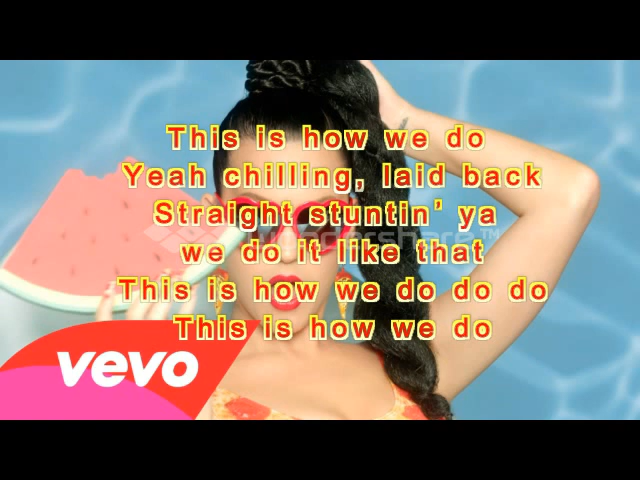 This is how we do
Yeah chilling, laid back
Straight stuntin' ya
we do it like that
This is how we do do do
This is how we do
wondershare™
vevo